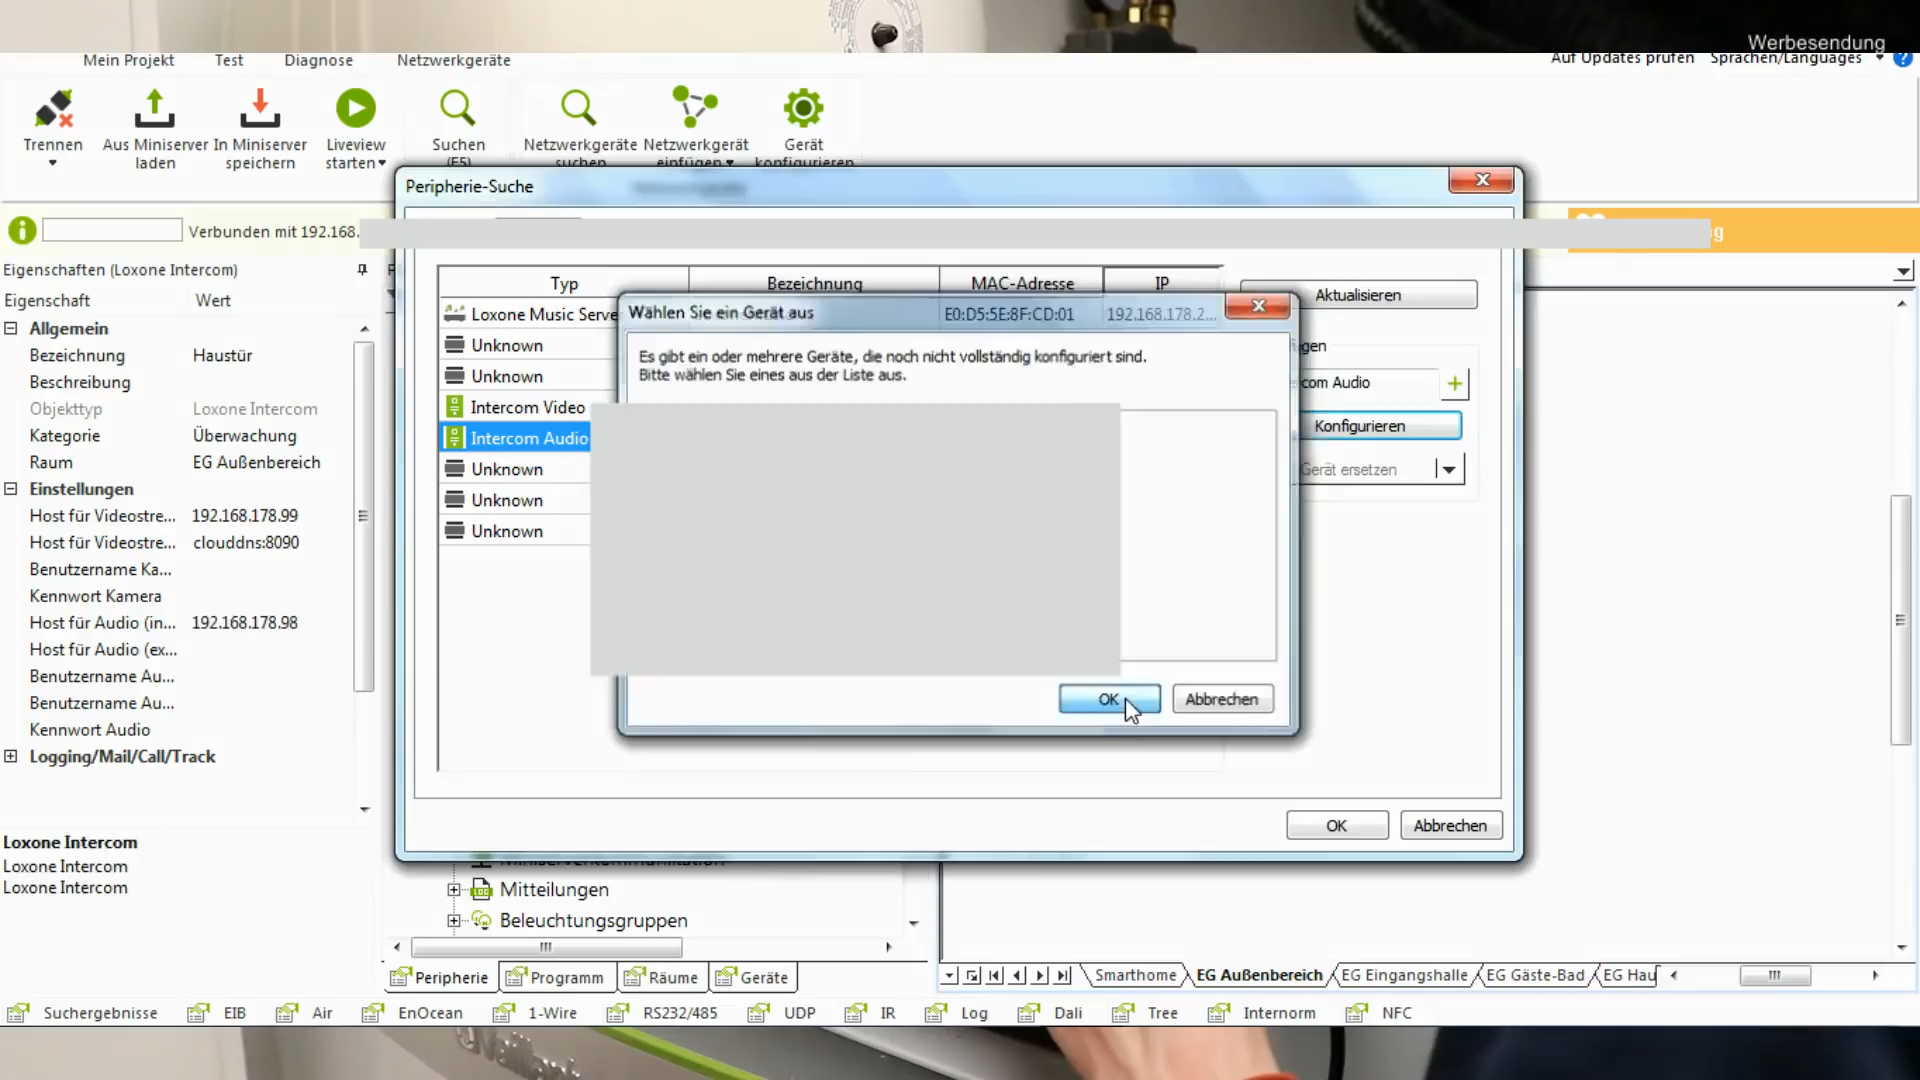 Werbesendung
Mein Projekt Test Diagnose Netzwerkgeräte
Auf Updates prüfen Sprachen/Languages
Trennen
Aus Miniserver laden
In Miniserver speichern
Liveview starten
Suchen (F5)
Netzwerkgeräte suchen
Netzwerkgerät einfügen
Gerät konfigurieren
Peripherie-Suche
Verbunden mit 192.168.
Eigenschaften (Loxone Intercom)
Eigenschaft Wert
Allgemein
Bezeichnung Haustür
Beschreibung
Objekttyp Loxone Intercom
Kategorie Überwachung
Raum EG Außenbereich
Einstellungen
Host für Videostre... 192.168.178.99
Host für Videostre... clouddns:8090
Benutzername Ka...
Kennwort Kamera
Host für Audio (in... 192.168.178.98
Host für Audio (ex...
Benutzername Au...
Benutzername Au...
Kennwort Audio
Logging/Mail/Call/Track
Loxone Intercom
Loxone Intercom
Loxone Intercom
Typ Bezeichnung MAC-Adresse IP
Loxone Music Serve E0:D5:5E:8F:CD:01 192.168.178.2...
Unknown
Unknown
Intercom Video
Intercom Audio
Unknown
Unknown
Unknown
Aktualisieren
gen
com Audio
Konfigurieren
Gerät ersetzen
Wählen Sie ein Gerät aus
Es gibt ein oder mehrere Geräte, die noch nicht vollständig konfiguriert sind.
Bitte wählen Sie eines aus der Liste aus.
OK Abbrechen
OK Abbrechen
Miniserverkommunikation
Mitteilungen
Beleuchtungsgruppen
Peripherie Programm Räume Geräte
Smarthome EG Außenbereich EG Eingangshalle EG Gäste-Bad EG Hau
Suchergebnisse EIB Air EnOcean 1-Wire RS232/485 UDP IR Log Dali Tree Internorm NFC
Vaillant